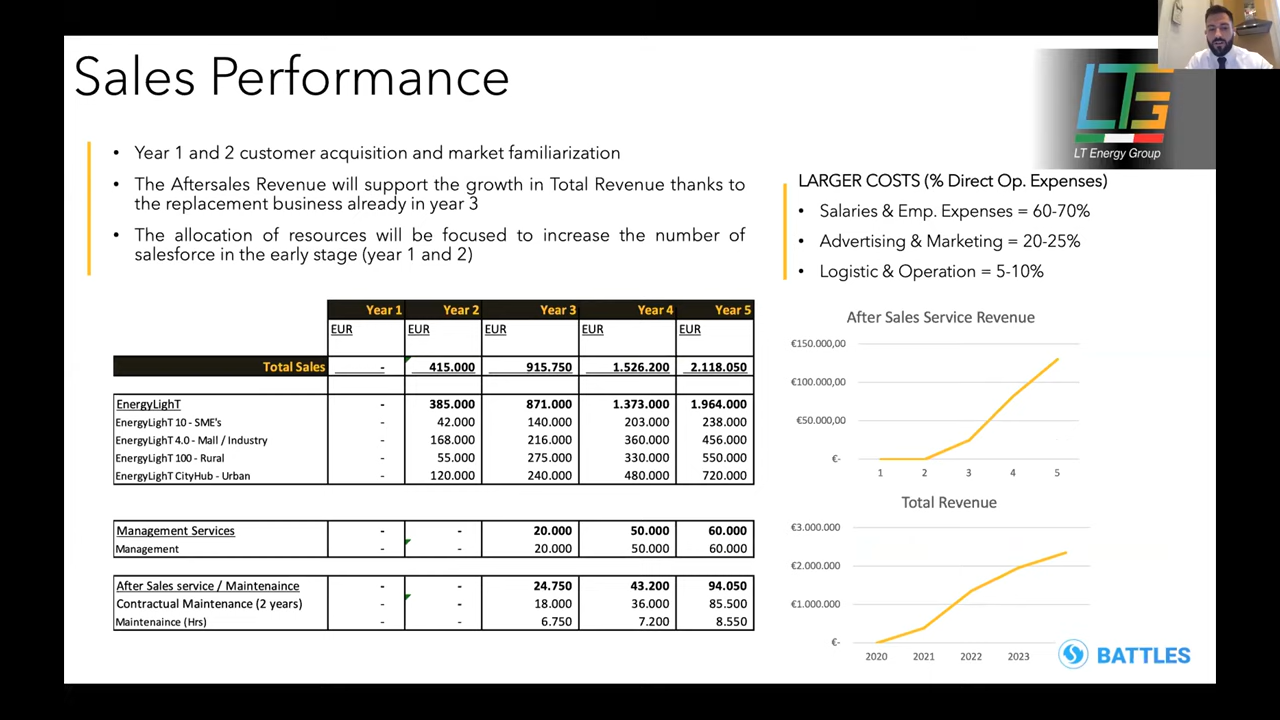 Sales Performance
LTG
LT Energy Group
• Year 1 and 2 customer acquisition and market familiarization
• The Aftersales Revenue will support the growth in Total Revenue thanks to
the replacement business already in year 3
• The allocation of resources will be focused to increase the number of
salesforce in the early stage (year 1 and 2)
LARGER COSTS (% Direct Op. Expenses)
• Salaries & Emp. Expenses = 60-70%
• Advertising & Marketing = 20-25%
• Logistic & Operation = 5-10%
Year 1 Year 2 Year 3 Year 4 Year 5
EUR EUR EUR EUR EUR
Total Sales - 415.000 915.750 1.526.200 2.118.050
EnergyLighT - 385.000 871.000 1.373.000 1.964.000
EnergyLighT 10 - SME's - 42.000 140.000 203.000 238.000
EnergyLighT 4.0 - Mall / Industry - 168.000 216.000 360.000 456.000
EnergyLighT 100 - Rural - 55.000 275.000 330.000 550.000
EnergyLighT CityHub - Urban - 120.000 240.000 480.000 720.000
Management Services - - 20.000 50.000 60.000
Management - - 20.000 50.000 60.000
After Sales service / Maintenaince - - 24.750 43.200 94.050
Contractual Maintenance (2 years) - - 18.000 36.000 85.500
Maintenaince (Hrs) - - 6.750 7.200 8.550
After Sales Service Revenue
€150.000,00
€100.000,00
€50.000,00
€-
1 2 3 4 5
Total Revenue
€3.000.000
€2.000.000
€1.000.000
€-
2020 2021 2022 2023
BATTLES